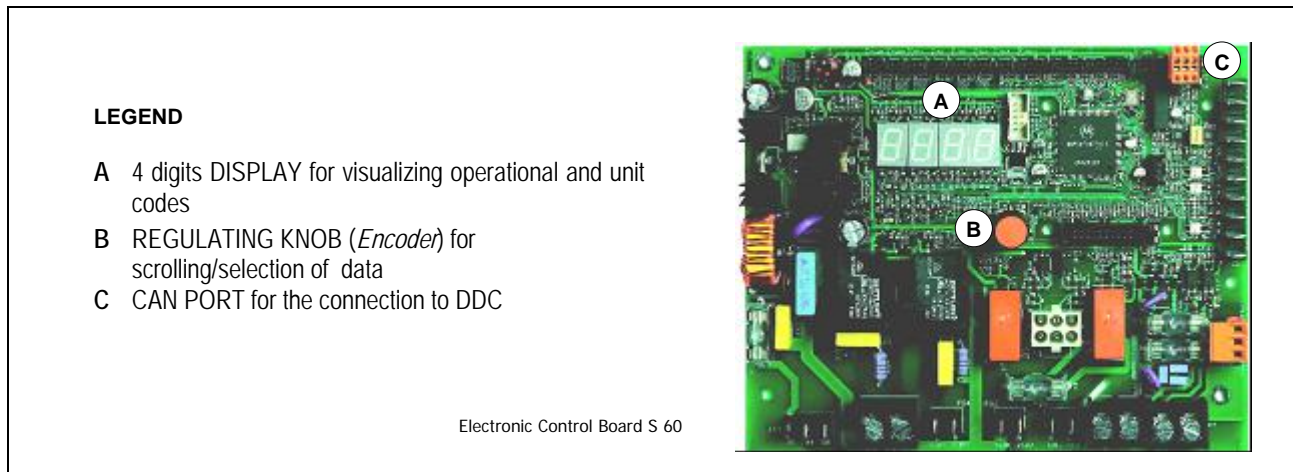 LEGEND
A 4 digits DISPLAY for visualizing operational and unit
codes
B REGULATING KNOB (Encoder) for
scrolling/selection of data
C CAN PORT for the connection to DDC
Electronic Control Board S 60
A
B
C